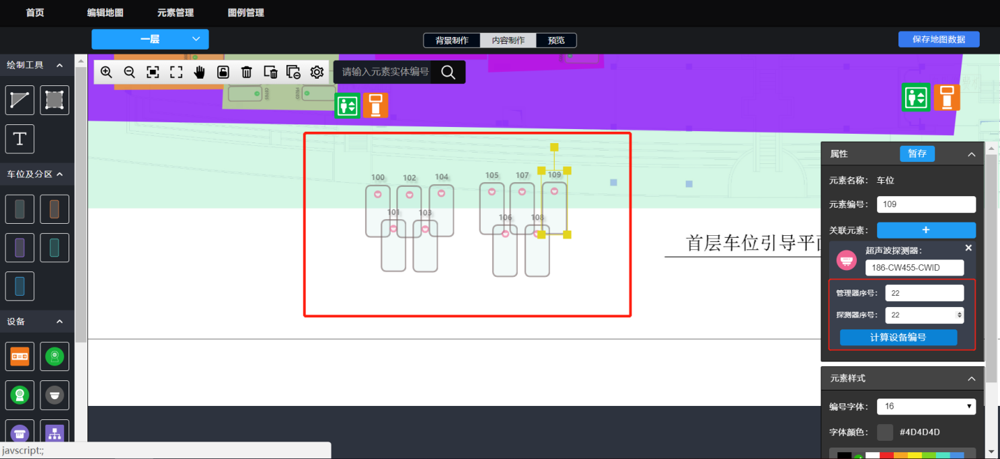 首页 编辑地图 元素管理 图例管理
一层 背景制作 内容制作 预览 保存地图数据
绘制工具
请输入元素实体编号
T
车位及分区
设备
100 102 104 105 107 109
101 103 106 108
首层车位引导平
属性 暂存
元素名称： 车位
元素编号： 109
关联元素： +
超声波探测器：
186-CW455-CWID
管理器序号： 22
探测器序号： 22
计算设备编号
元素样式
编号字体： 16
字体颜色： #4D4D4D
javscript:;